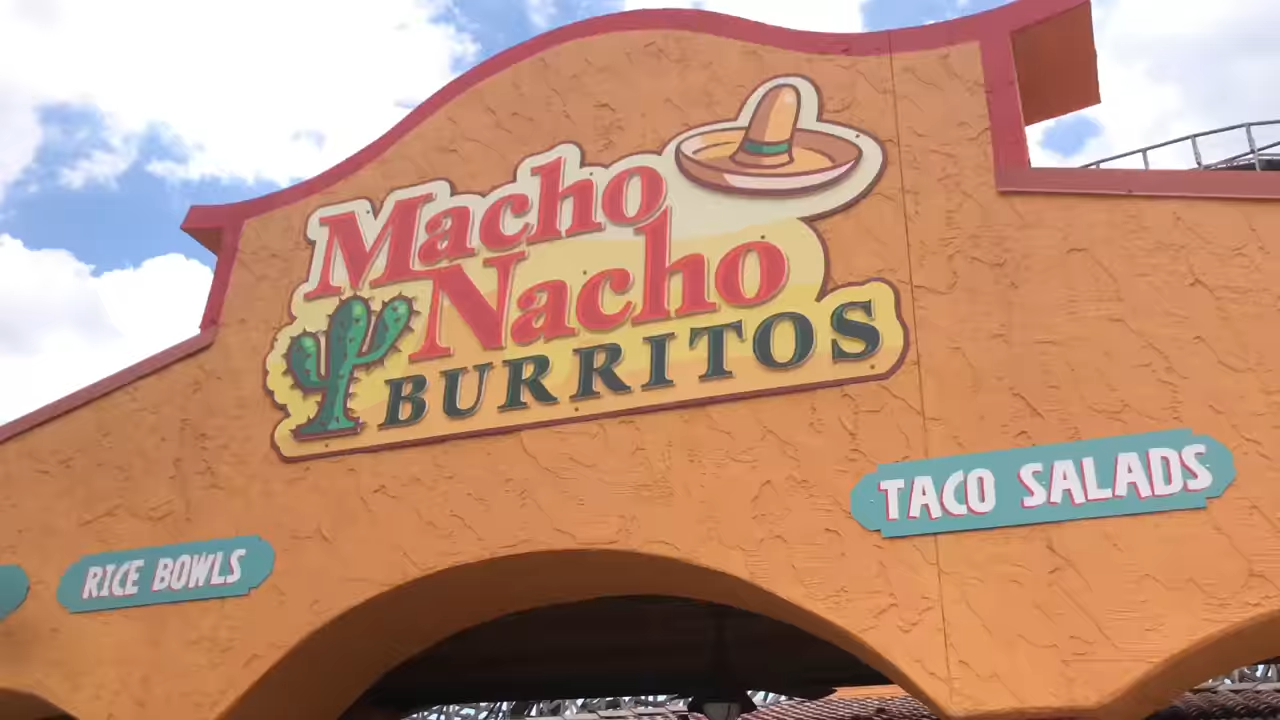 Macho
Nacho
BURRITOS
TACO SALADS
RICE BOWLS